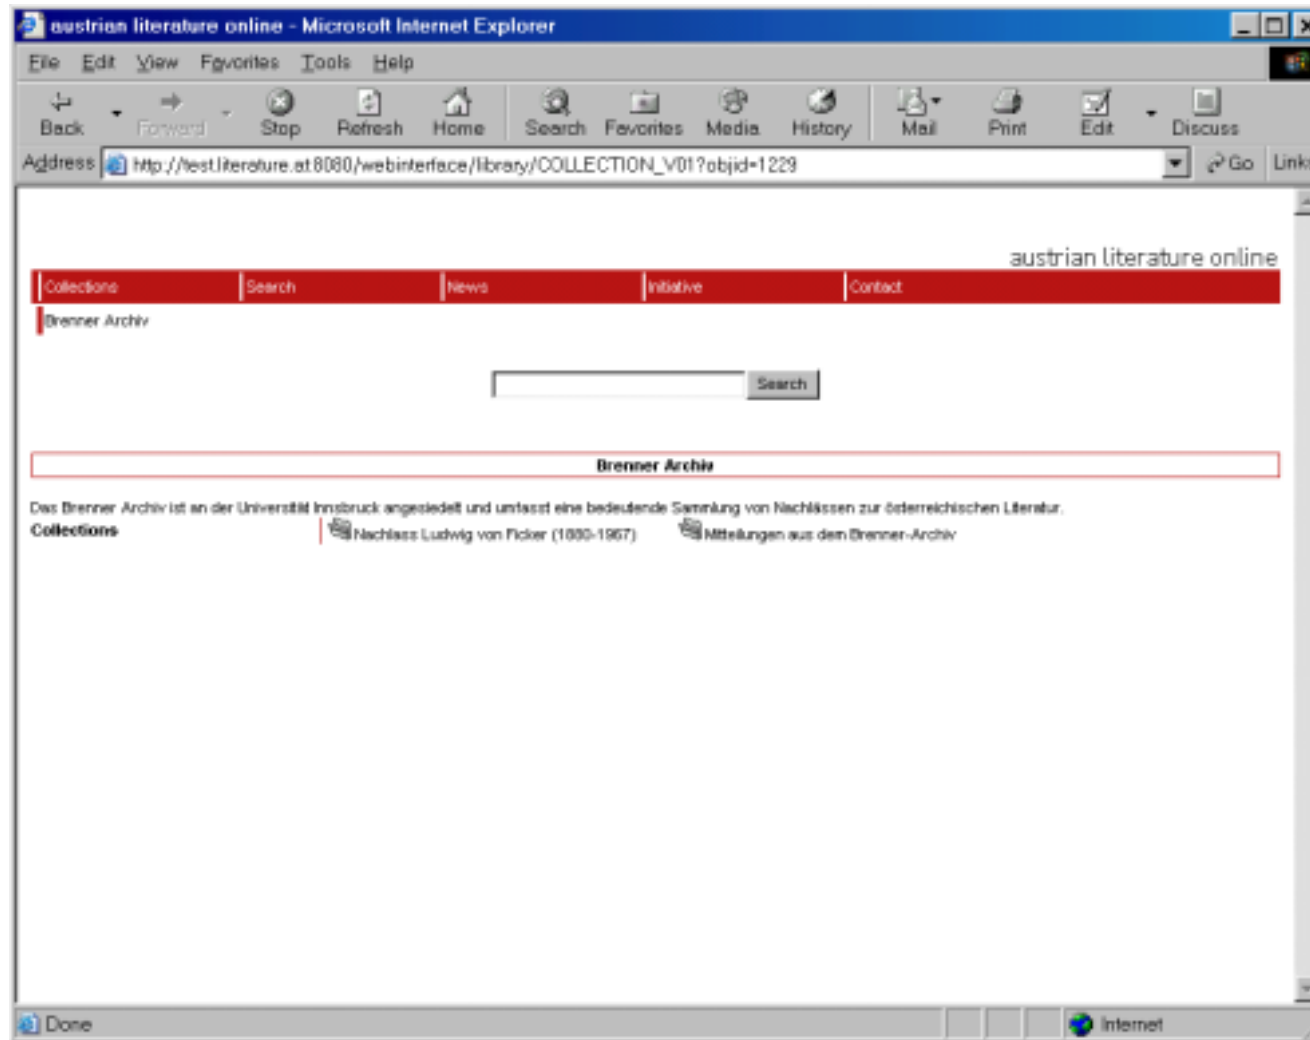 austrian literature online - Microsoft Internet Explorer
File Edit View Favorites Tools Help
Back Forward Stop Refresh Home Search Favorites Media History Mail Print Edit Discuss
Address http://test.literature.at:8080/webinterface/library/COLLECTION_V01?objid=1229 Go Links
austrian literature online
Collections Search News Initiative Contact
Brenner Archiv
Search
Brenner Archiv
Das Brenner Archiv ist an der Universität Innsbruck angesiedelt und umfasst eine bedeutende Sammlung von Nachlässen zur österreichischen Literatur.
Collections Nachlass Ludwig von Ficker (1880-1967) Mitteilungen aus dem Brenner-Archiv
Done Internet